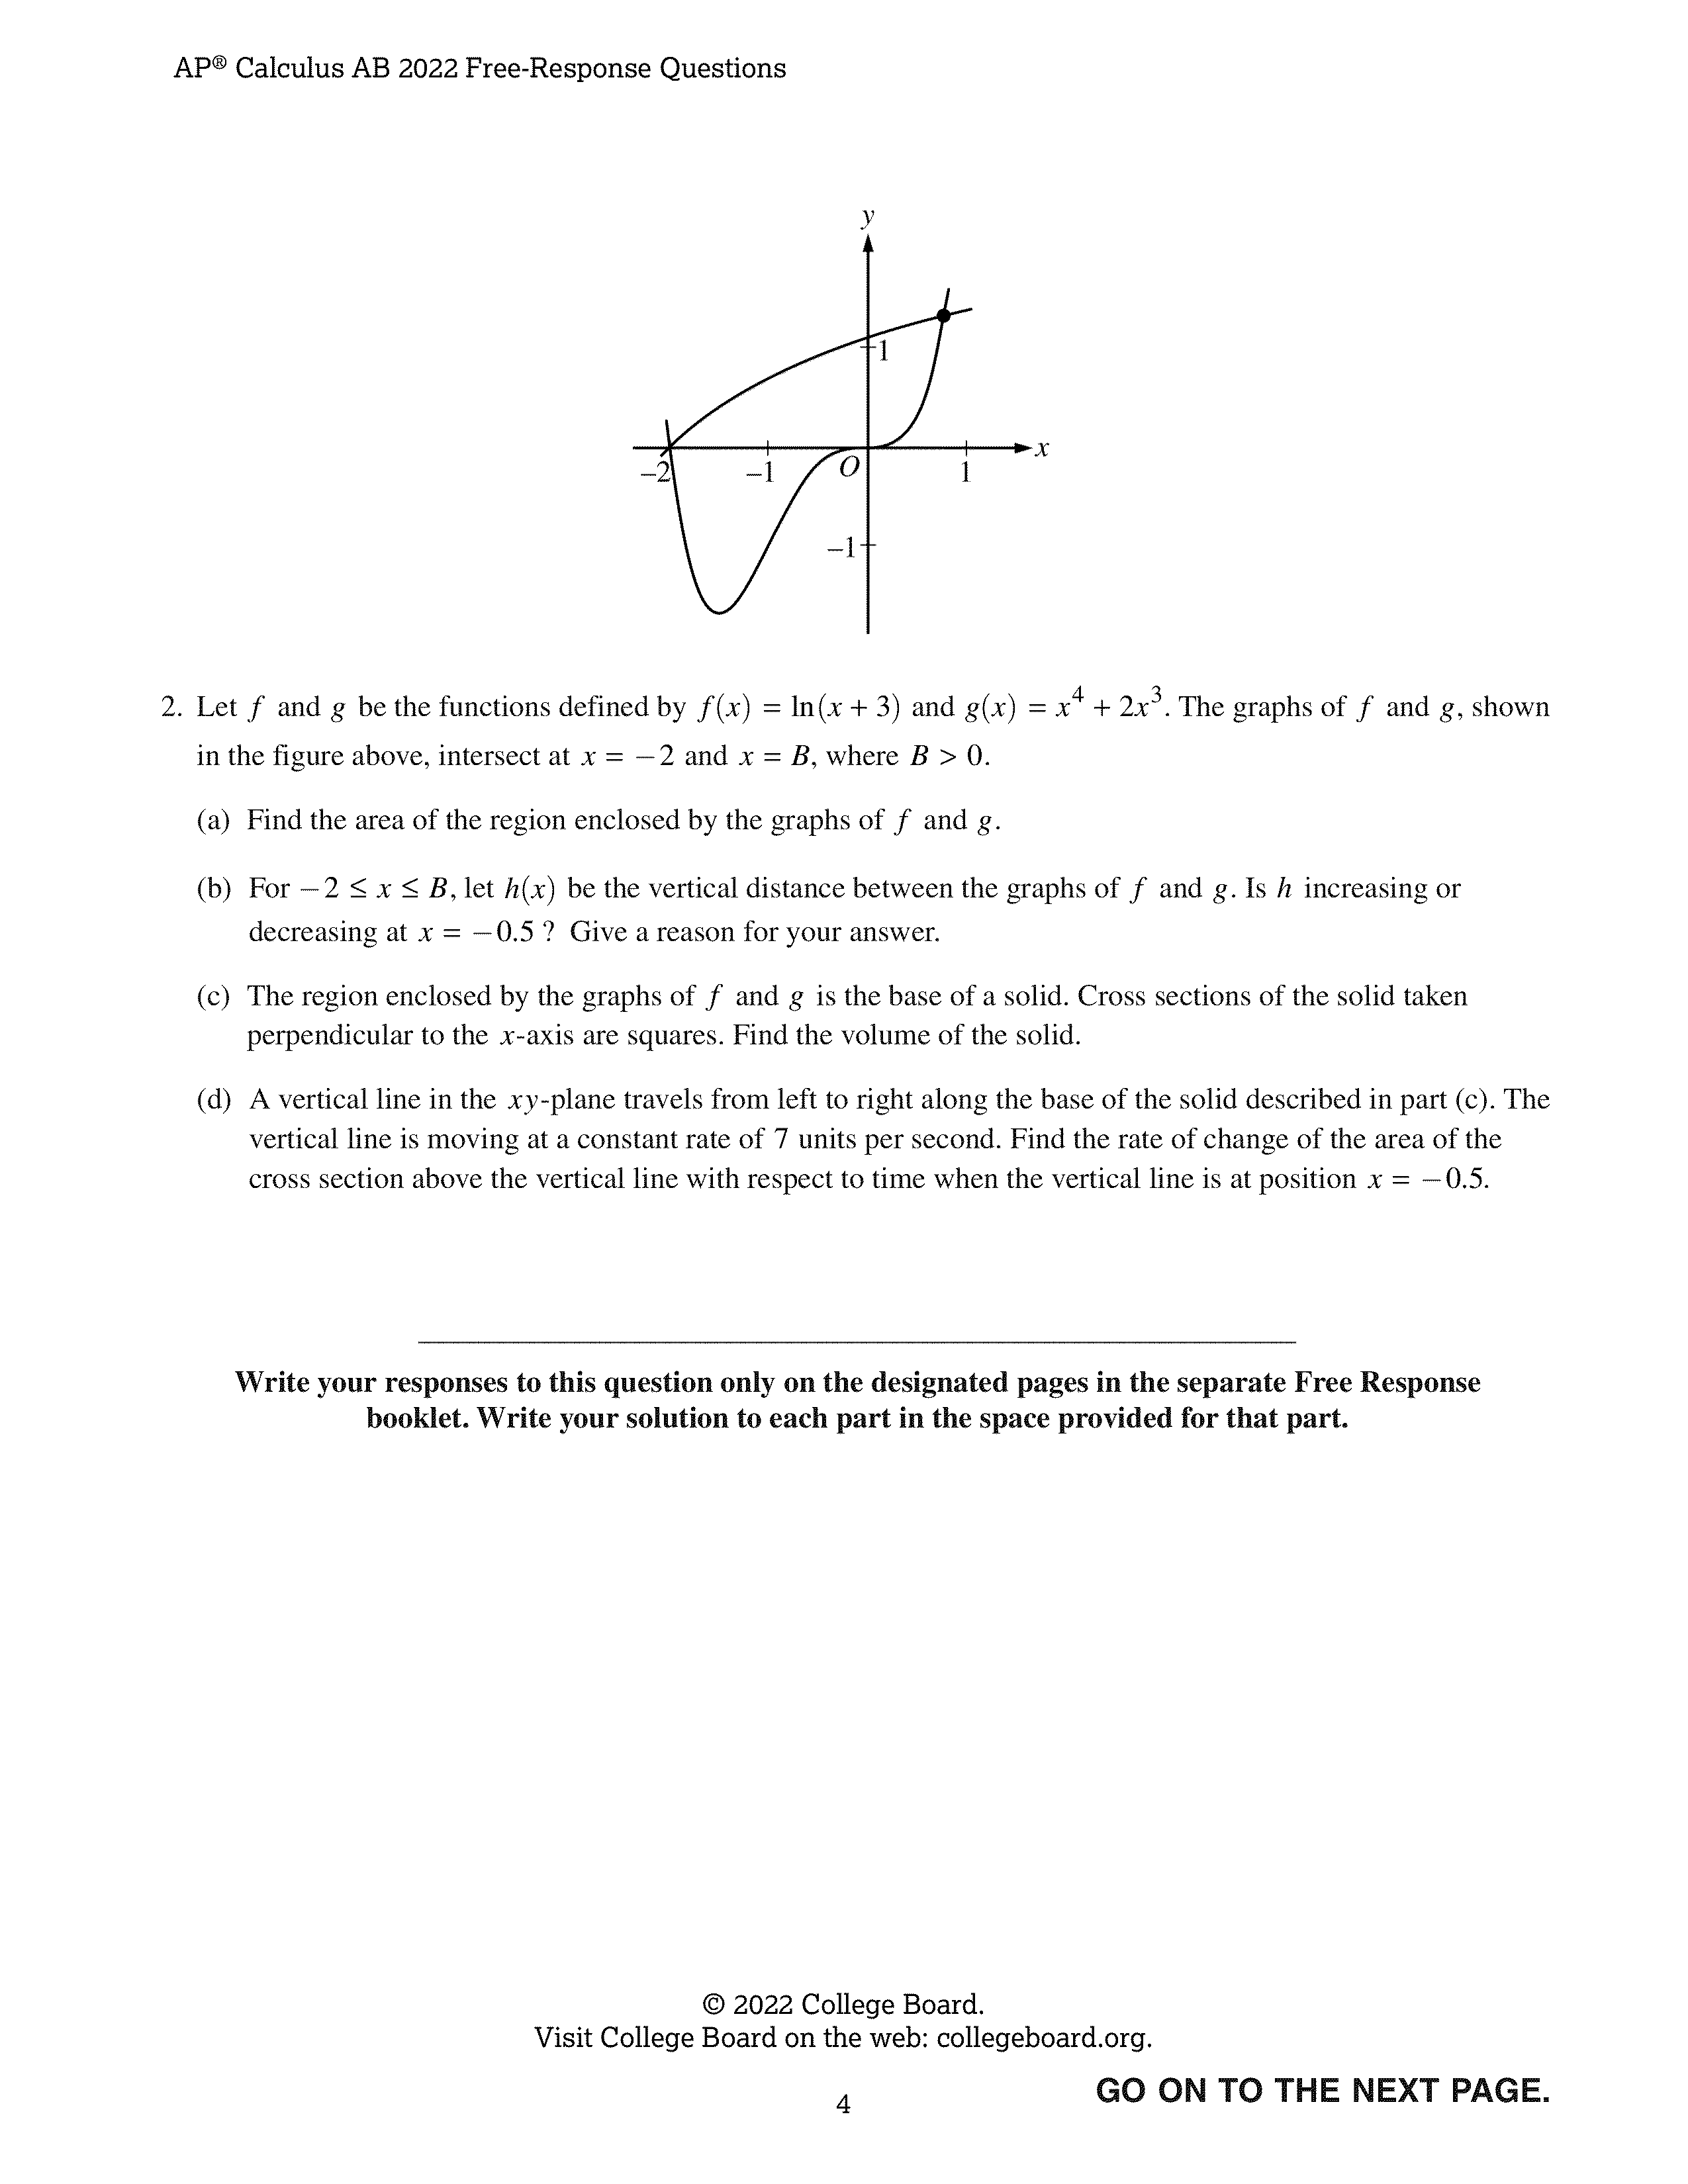 AP® Calculus AB 2022 Free-Response Questions
y
1
x
−2
−1
O
1
−1
2. Let f and g be the functions defined by f(x) = ln(x + 3) and g(x) = x⁴ + 2x³. The graphs of f and g, shown
in the figure above, intersect at x = −2 and x = B, where B > 0.
(a) Find the area of the region enclosed by the graphs of f and g.
(b) For −2 ≤ x ≤ B, let h(x) be the vertical distance between the graphs of f and g. Is h increasing or
decreasing at x = −0.5 ? Give a reason for your answer.
(c) The region enclosed by the graphs of f and g is the base of a solid. Cross sections of the solid taken
perpendicular to the x-axis are squares. Find the volume of the solid.
(d) A vertical line in the xy-plane travels from left to right along the base of the solid described in part (c). The
vertical line is moving at a constant rate of 7 units per second. Find the rate of change of the area of the
cross section above the vertical line with respect to time when the vertical line is at position x = −0.5.
Write your responses to this question only on the designated pages in the separate Free Response
booklet. Write your solution to each part in the space provided for that part.
© 2022 College Board.
Visit College Board on the web: collegeboard.org.
GO ON TO THE NEXT PAGE.
4